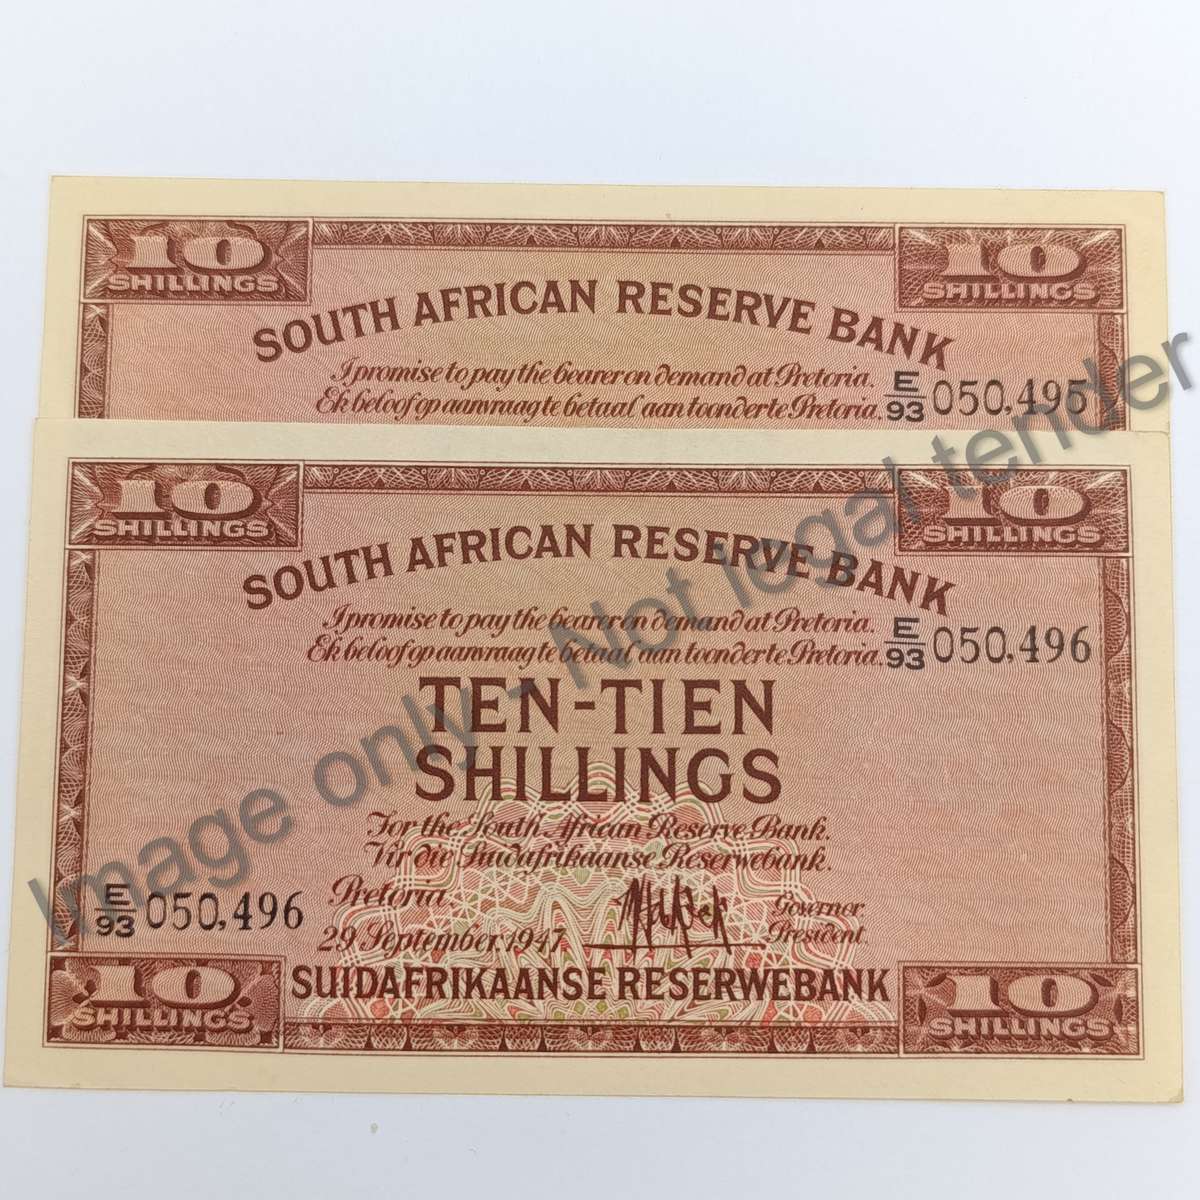 10 SHILLINGS
10 SHILLINGS
SOUTH AFRICAN RESERVE BANK
I promise to pay the bearer on demand at Pretoria.
Ek beloof op aanvraag te betaal aan toonder te Pretoria.
E/93 050,495
10 SHILLINGS
10 SHILLINGS
SOUTH AFRICAN RESERVE BANK
I promise to pay the bearer on demand at Pretoria.
Ek beloof op aanvraag te betaal aan toonder te Pretoria.
E/93 050,496
TEN-TIEN
SHILLINGS
For the South African Reserve Bank.
Vir die Suidafrikaanse Reserwebank.
Pretoria,
29 September, 1947
Governor
President
E/93 050,496
SUIDAFRIKAANSE RESERWEBANK
10 SHILLINGS
10 SHILLINGS
Image only - Not legal tender